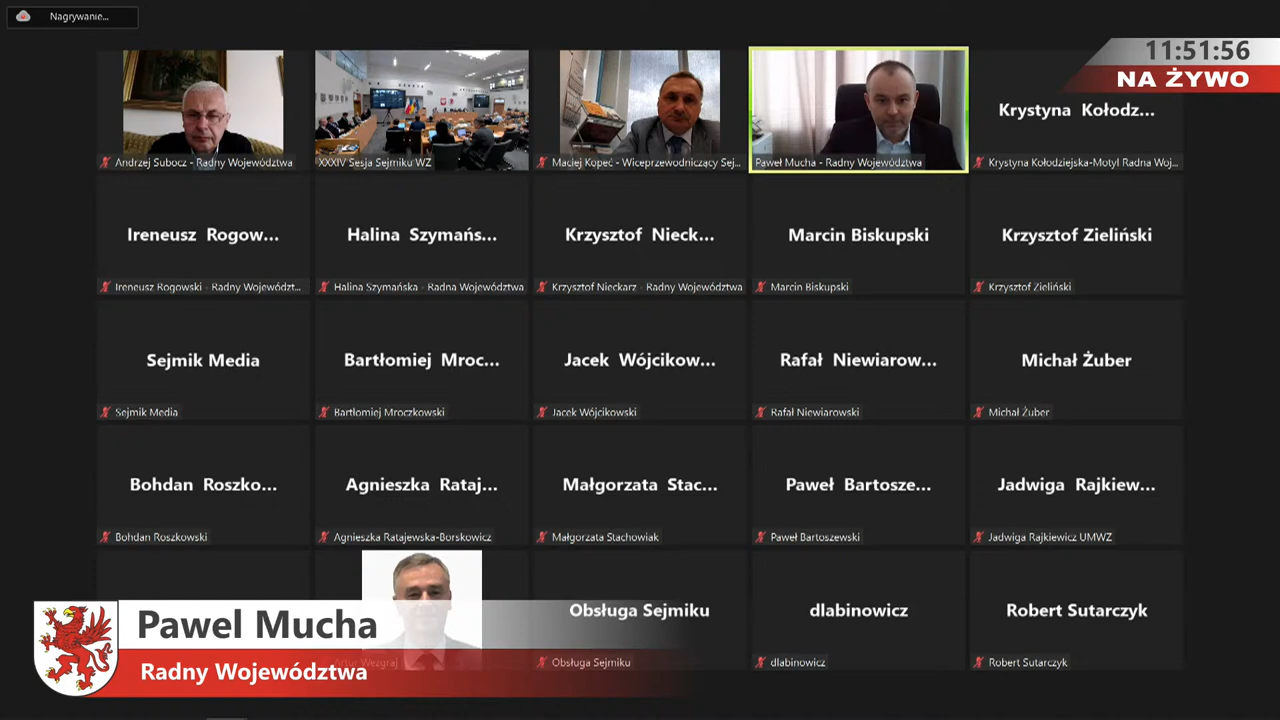 Nagrywanie...
11:51:56
NA ŻYWO
Krystyna Kołodz...
Andrzej Subocz - Radny Województwa
XXXIV Sesja Sejmiku WZ
Maciej Kopeć - Wiceprzewodniczący Sej...
Paweł Mucha - Radny Województwa
Krystyna Kołodziejska-Motyl Radna Woj...
Ireneusz Rogow...
Halina Szymańs...
Krzysztof Nieck...
Marcin Biskupski
Krzysztof Zieliński
Ireneusz Rogowski - Radny Województ...
Halina Szymańska - Radna Województwa
Krzysztof Nieckarz - Radny Województwa
Marcin Biskupski
Krzysztof Zieliński
Sejmik Media
Bartłomiej Mroc...
Jacek Wójcikow...
Rafał Niewiarow...
Michał Żuber
Sejmik Media
Bartłomiej Mroczkowski
Jacek Wójcikowski
Rafał Niewiarowski
Michał Żuber
Bohdan Roszko...
Agnieszka Rataj...
Małgorzata Stac...
Paweł Bartosze...
Jadwiga Rajkiew...
Bohdan Roszkowski
Agnieszka Ratajewska-Borskowicz
Małgorzata Stachowiak
Paweł Bartoszewski
Jadwiga Rajkiewicz UMWZ
Obsługa Sejmiku
dlabinowicz
Robert Sutarczyk
Pawel Mucha
Artur Wezgraj
Obsługa Sejmiku
dlabinowicz
Robert Sutarczyk
Radny Województwa